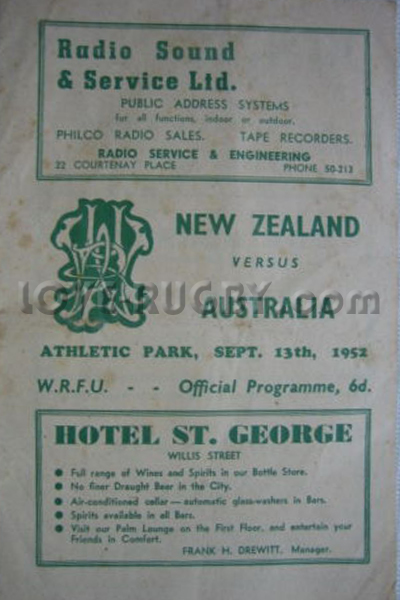 Radio Sound
& Service Ltd.
PUBLIC ADDRESS SYSTEMS
for all functions, indoor or outdoor.
PHILCO RADIO SALES. TAPE RECORDERS.
RADIO SERVICE & ENGINEERING
22 COURTENAY PLACE PHONE 50-213
NEW ZEALAND
VERSUS
AUSTRALIA
ATHLETIC PARK, SEPT. 13th, 1952
W.R.F.U. - - Official Programme, 6d.
HOTEL ST. GEORGE
WILLIS STREET
● Full range of Wines and Spirits in our Bottle Store.
● No finer Draught Beer in the City.
● Air-conditioned cellar — automatic glass-washers in Bars.
● Spirits available in all Bars.
● Visit our Palm Lounge on the First Floor, and entertain your
Friends in Comfort.
FRANK H. DREWITT, Manager.